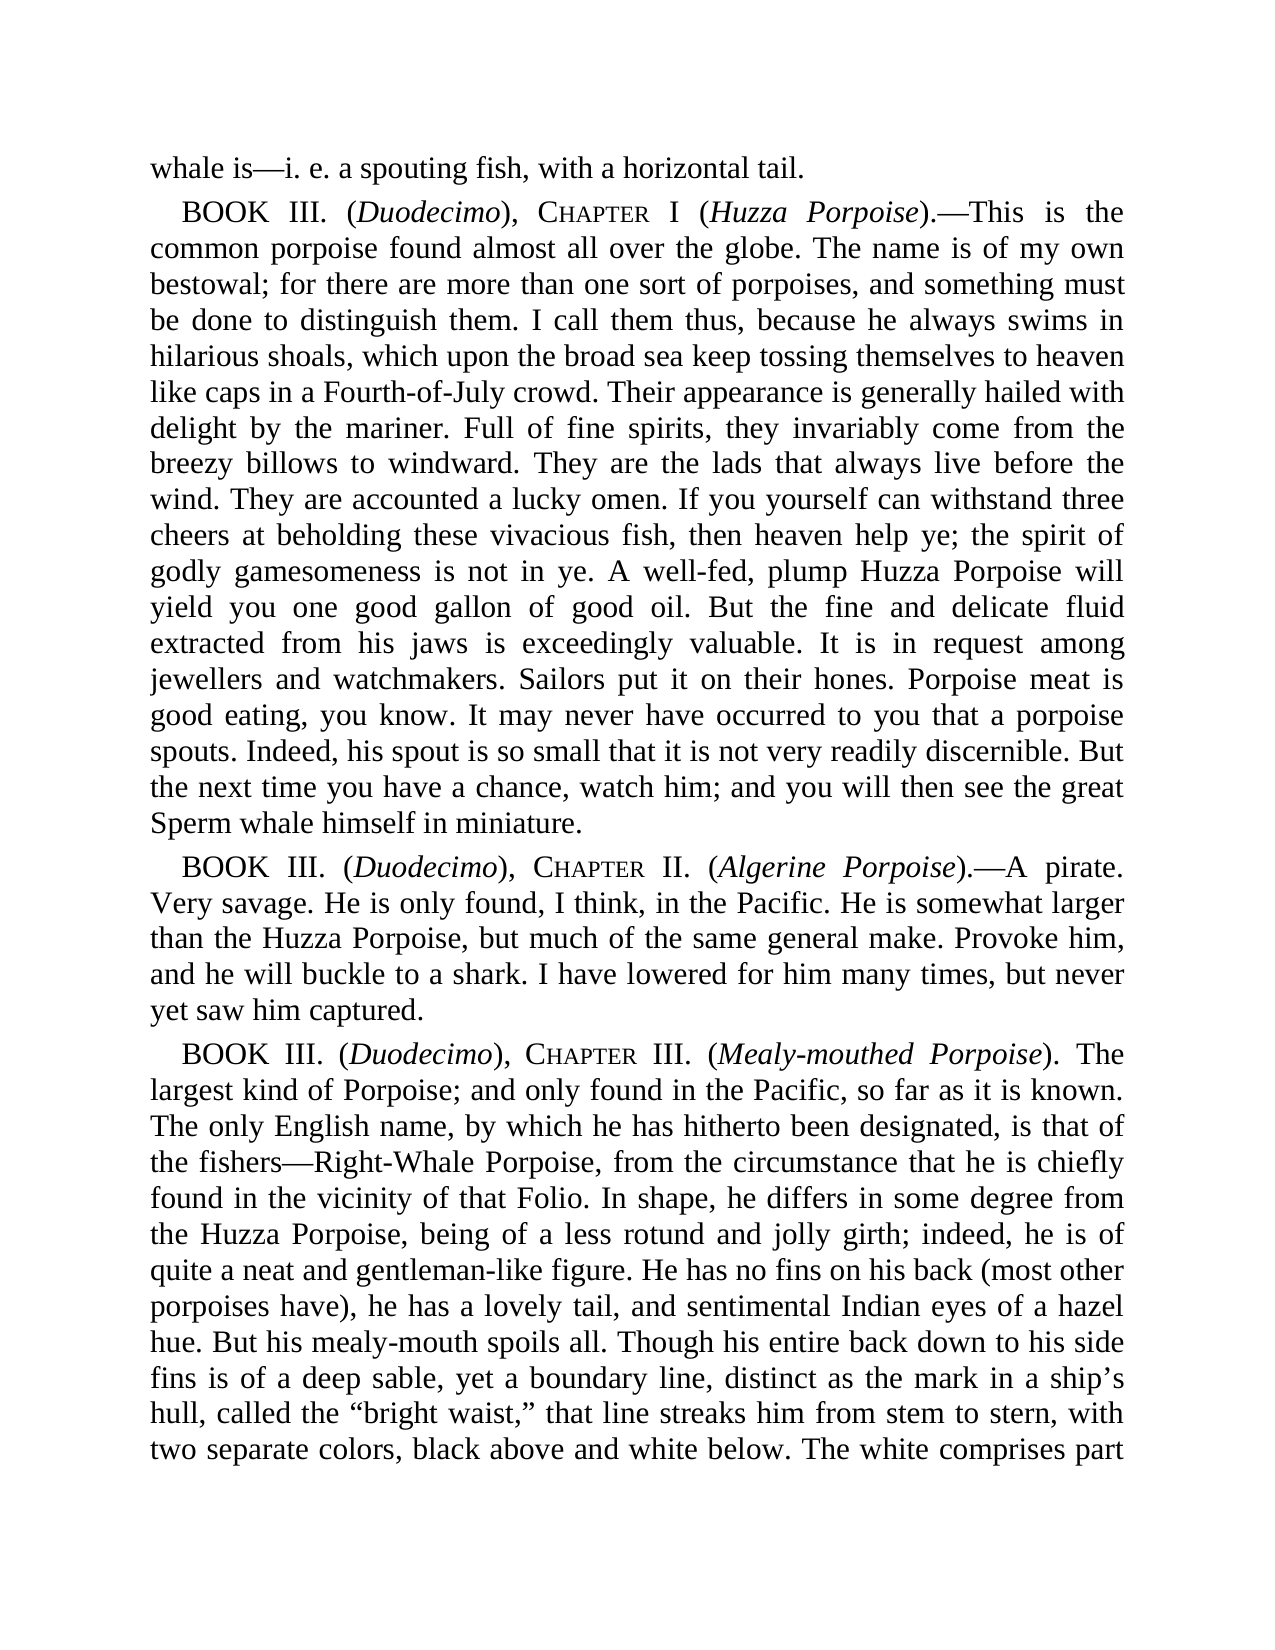 whale is—i. e. a spouting fish, with a horizontal tail.
BOOK III. (Duodecimo), CHAPTER I (Huzza Porpoise).—This is the
common porpoise found almost all over the globe. The name is of my own
bestowal; for there are more than one sort of porpoises, and something must
be done to distinguish them. I call them thus, because he always swims in
hilarious shoals, which upon the broad sea keep tossing themselves to heaven
like caps in a Fourth-of-July crowd. Their appearance is generally hailed with
delight by the mariner. Full of fine spirits, they invariably come from the
breezy billows to windward. They are the lads that always live before the
wind. They are accounted a lucky omen. If you yourself can withstand three
cheers at beholding these vivacious fish, then heaven help ye; the spirit of
godly gamesomeness is not in ye. A well-fed, plump Huzza Porpoise will
yield you one good gallon of good oil. But the fine and delicate fluid
extracted from his jaws is exceedingly valuable. It is in request among
jewellers and watchmakers. Sailors put it on their hones. Porpoise meat is
good eating, you know. It may never have occurred to you that a porpoise
spouts. Indeed, his spout is so small that it is not very readily discernible. But
the next time you have a chance, watch him; and you will then see the great
Sperm whale himself in miniature.
BOOK III. (Duodecimo), CHAPTER II. (Algerine Porpoise).—A pirate.
Very savage. He is only found, I think, in the Pacific. He is somewhat larger
than the Huzza Porpoise, but much of the same general make. Provoke him,
and he will buckle to a shark. I have lowered for him many times, but never
yet saw him captured.
BOOK III. (Duodecimo), CHAPTER III. (Mealy-mouthed Porpoise). The
largest kind of Porpoise; and only found in the Pacific, so far as it is known.
The only English name, by which he has hitherto been designated, is that of
the fishers—Right-Whale Porpoise, from the circumstance that he is chiefly
found in the vicinity of that Folio. In shape, he differs in some degree from
the Huzza Porpoise, being of a less rotund and jolly girth; indeed, he is of
quite a neat and gentleman-like figure. He has no fins on his back (most other
porpoises have), he has a lovely tail, and sentimental Indian eyes of a hazel
hue. But his mealy-mouth spoils all. Though his entire back down to his side
fins is of a deep sable, yet a boundary line, distinct as the mark in a ship’s
hull, called the “bright waist,” that line streaks him from stem to stern, with
two separate colors, black above and white below. The white comprises part